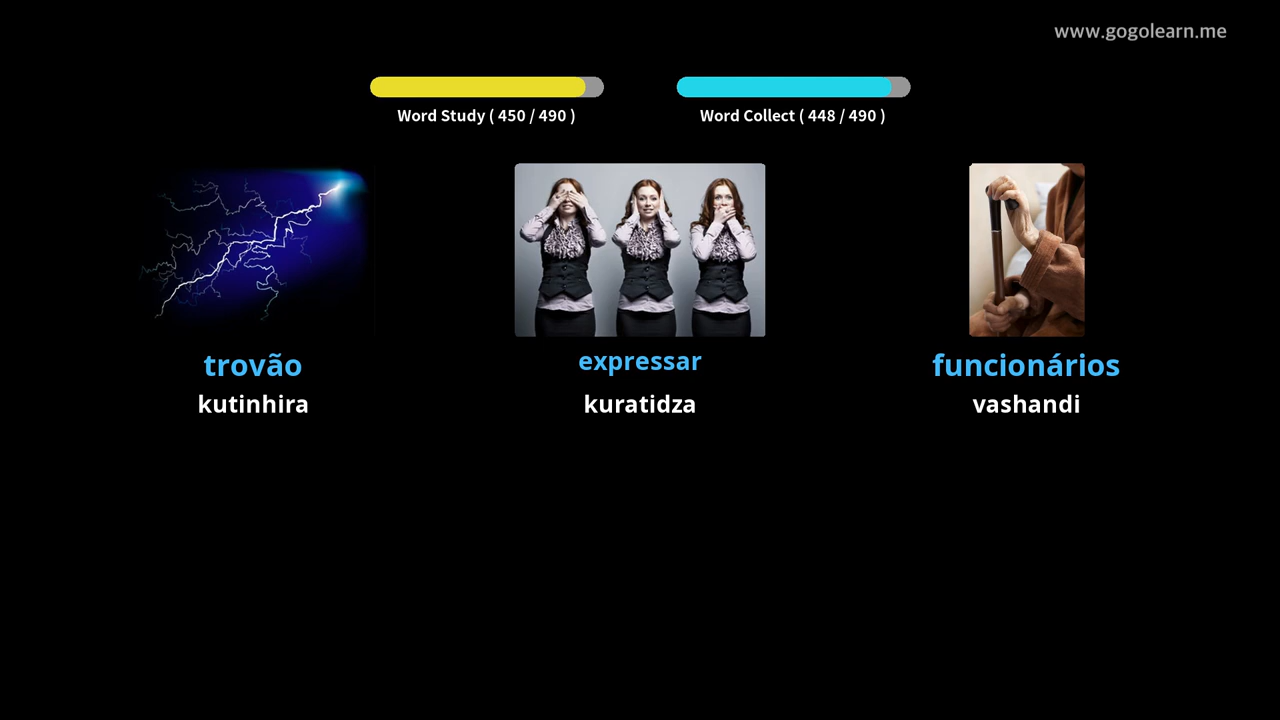 www.gogolearn.me
Word Study ( 450 / 490 )
Word Collect ( 448 / 490 )
trovão
expressar
funcionários
kutinhira
kuratidza
vashandi